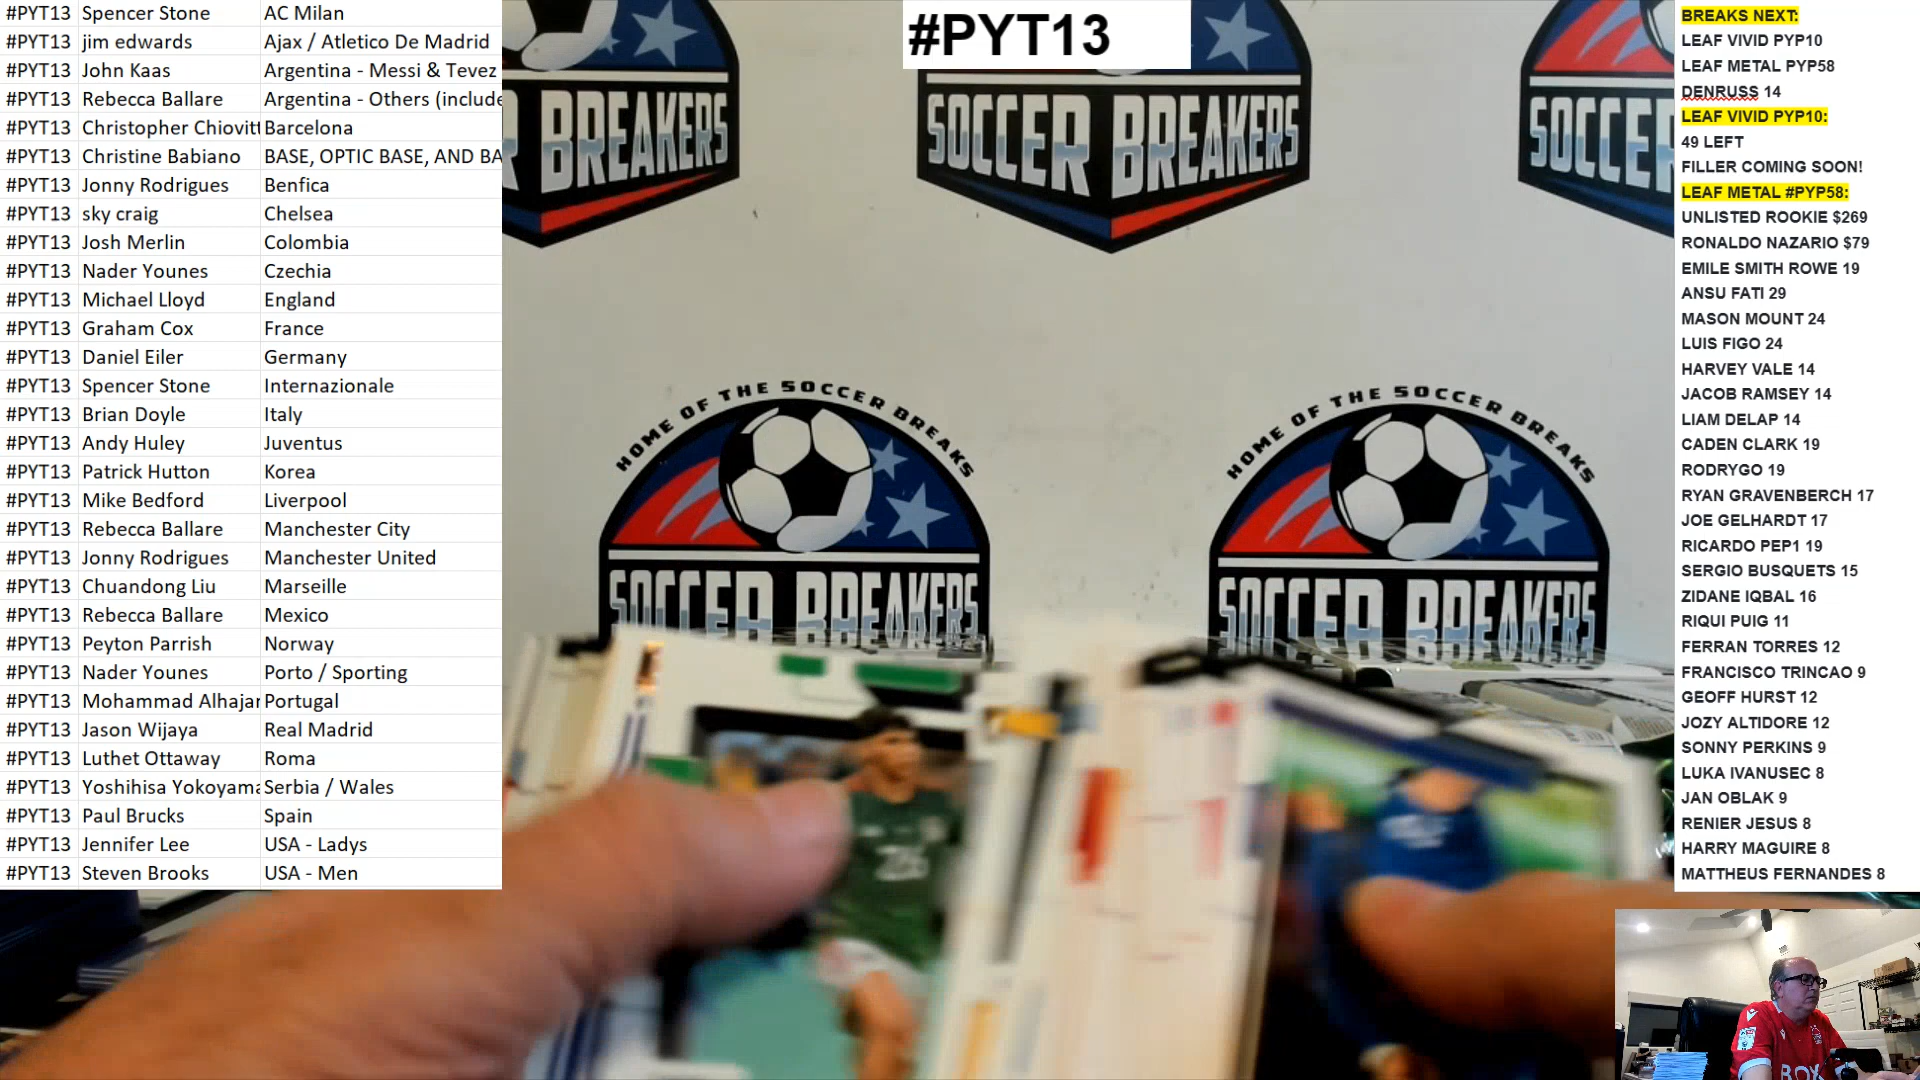 #PYT13 Spencer Stone AC Milan
#PYT13 jim edwards Ajax / Atletico De Madrid
#PYT13 John Kaas Argentina - Messi & Tevez
#PYT13 Rebecca Ballare Argentina - Others (include
#PYT13 Christopher Chiovitt Barcelona
#PYT13 Christine Babiano BASE, OPTIC BASE, AND BA
#PYT13 Jonny Rodrigues Benfica
#PYT13 sky craig Chelsea
#PYT13 Josh Merlin Colombia
#PYT13 Nader Younes Czechia
#PYT13 Michael Lloyd England
#PYT13 Graham Cox France
#PYT13 Daniel Eiler Germany
#PYT13 Spencer Stone Internazionale
#PYT13 Brian Doyle Italy
#PYT13 Andy Huley Juventus
#PYT13 Patrick Hutton Korea
#PYT13 Mike Bedford Liverpool
#PYT13 Rebecca Ballare Manchester City
#PYT13 Jonny Rodrigues Manchester United
#PYT13 Chuandong Liu Marseille
#PYT13 Rebecca Ballare Mexico
#PYT13 Peyton Parrish Norway
#PYT13 Nader Younes Porto / Sporting
#PYT13 Mohammad Alhajar Portugal
#PYT13 Jason Wijaya Real Madrid
#PYT13 Luthet Ottaway Roma
#PYT13 Yoshihisa Yokoyama Serbia / Wales
#PYT13 Paul Brucks Spain
#PYT13 Jennifer Lee USA - Ladys
#PYT13 Steven Brooks USA - Men
#PYT13
R BREAKERS
SOCCER BREAKERS
SOCCER
HOME OF THE SOCCER BREAKS
SOCCER BREAKERS
HOME OF THE SOCCER BREAKS
SOCCER BREAKERS
26
BREAKS NEXT:
LEAF VIVID PYP10
LEAF METAL PYP58
DENRUSS 14
LEAF VIVID PYP10:
49 LEFT
FILLER COMING SOON!
LEAF METAL #PYP58:
UNLISTED ROOKIE $269
RONALDO NAZARIO $79
EMILE SMITH ROWE 19
ANSU FATI 29
MASON MOUNT 24
LUIS FIGO 24
HARVEY VALE 14
JACOB RAMSEY 14
LIAM DELAP 14
CADEN CLARK 19
RODRYGO 19
RYAN GRAVENBERCH 17
JOE GELHARDT 17
RICARDO PEP1 19
SERGIO BUSQUETS 15
ZIDANE IQBAL 16
RIQUI PUIG 11
FERRAN TORRES 12
FRANCISCO TRINCAO 9
GEOFF HURST 12
JOZY ALTIDORE 12
SONNY PERKINS 9
LUKA IVANUSEC 8
JAN OBLAK 9
RENIER JESUS 8
HARRY MAGUIRE 8
MATTHEUS FERNANDES 8
BOX